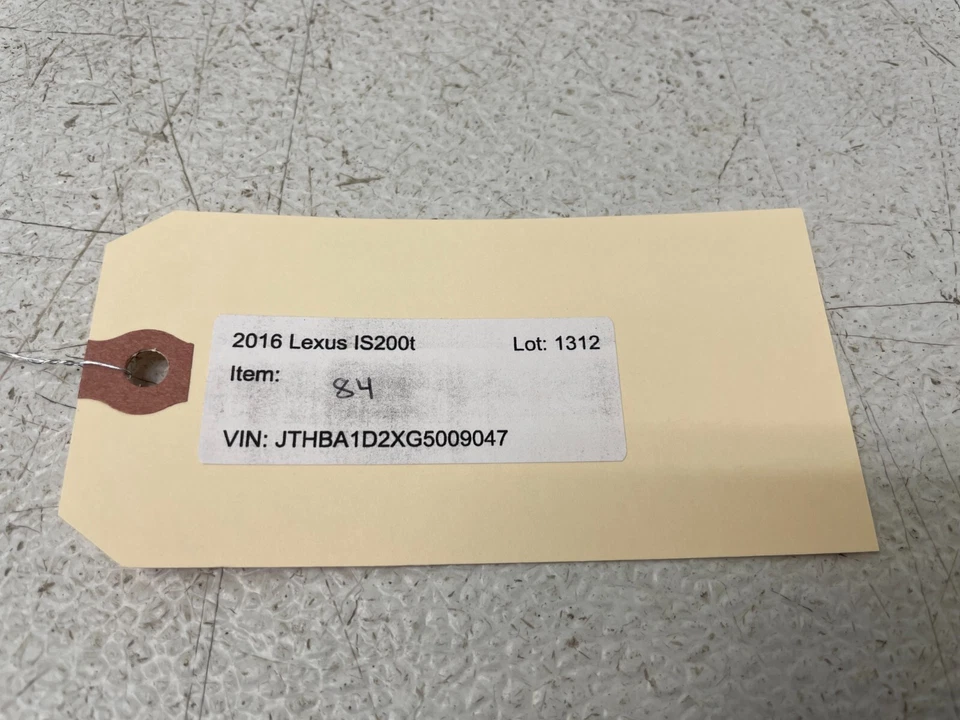 2016 Lexus IS200t Lot: 1312
Item: 84
VIN: JTHBA1D2XG5009047